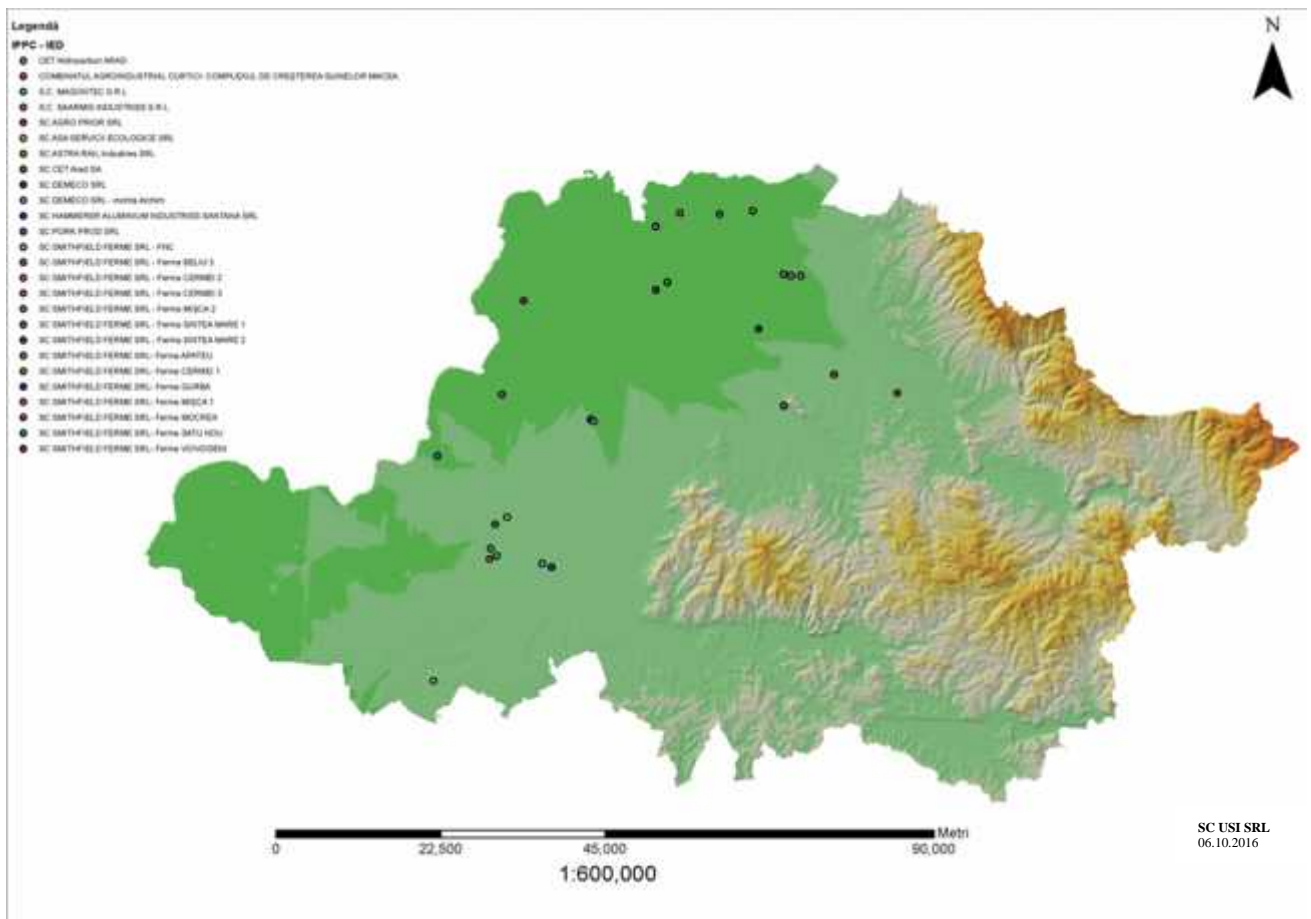 Legendă
IPPC - IED
CET Hidrocarburi ARAD
COMBINATUL AGROINDUSTRIAL CURTICI- COMPLEXUL DE CREȘTEREA SUINELOR MACEA
S.C. MAGONTEC S.R.L
S.C. SAARMIS INDUSTRIES S.R.L
SC AGRO PRIOR SRL
SC ASA SERVICII ECOLOGICE SRL
SC ASTRA RAIL Industries SRL
SC CET Arad SA
SC DEMECO SRL
SC DEMECO SRL - incinta Archim
SC HAMMERER ALUMINIUM INDUSTRIES SANTANA SRL
SC PORK PROD SRL
SC SMITHFIELD FERME SRL - FNC
SC SMITHFIELD FERME SRL - Ferma BELIU 3
SC SMITHFIELD FERME SRL - Ferma CERMEI 2
SC SMITHFIELD FERME SRL - Ferma CERMEI 3
SC SMITHFIELD FERME SRL - Ferma MIȘCA 2
SC SMITHFIELD FERME SRL - Ferma SINTEA MARE 1
SC SMITHFIELD FERME SRL - Ferma SINTEA MARE 2
SC SMITHFIELD FERME SRL- Ferma APATEU
SC SMITHFIELD FERME SRL- Ferma CERMEI 1
SC SMITHFIELD FERME SRL- Ferma GURBA
SC SMITHFIELD FERME SRL- Ferma MIȘCA 1
SC SMITHFIELD FERME SRL- Ferma MOCREA
SC SMITHFIELD FERME SRL- Ferma SATU NOU
SC SMITHFIELD FERME SRL- Ferma
N
Metri
0 22,500 45,000 90,000
1:600,000
SC USI SRL
06.10.2016